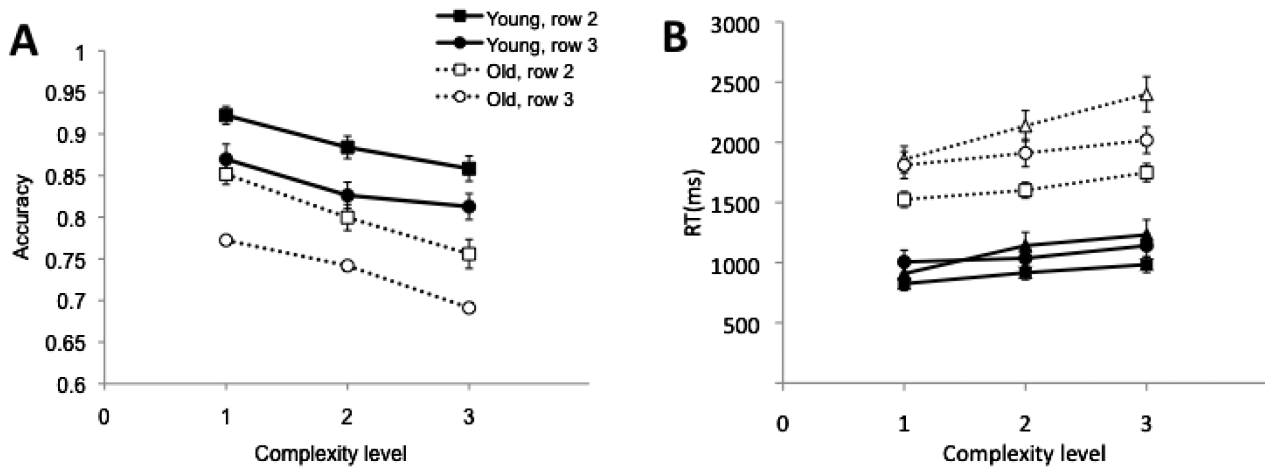 A
Young, row 2
Young, row 3
Old, row 2
Old, row 3
Accuracy
1
0.95
0.9
0.85
0.8
0.75
0.7
0.65
0.6
0 1 2 3
Complexity level
B
RT(ms)
3000
2500
2000
1500
1000
500
0 1 2 3
Complexity level